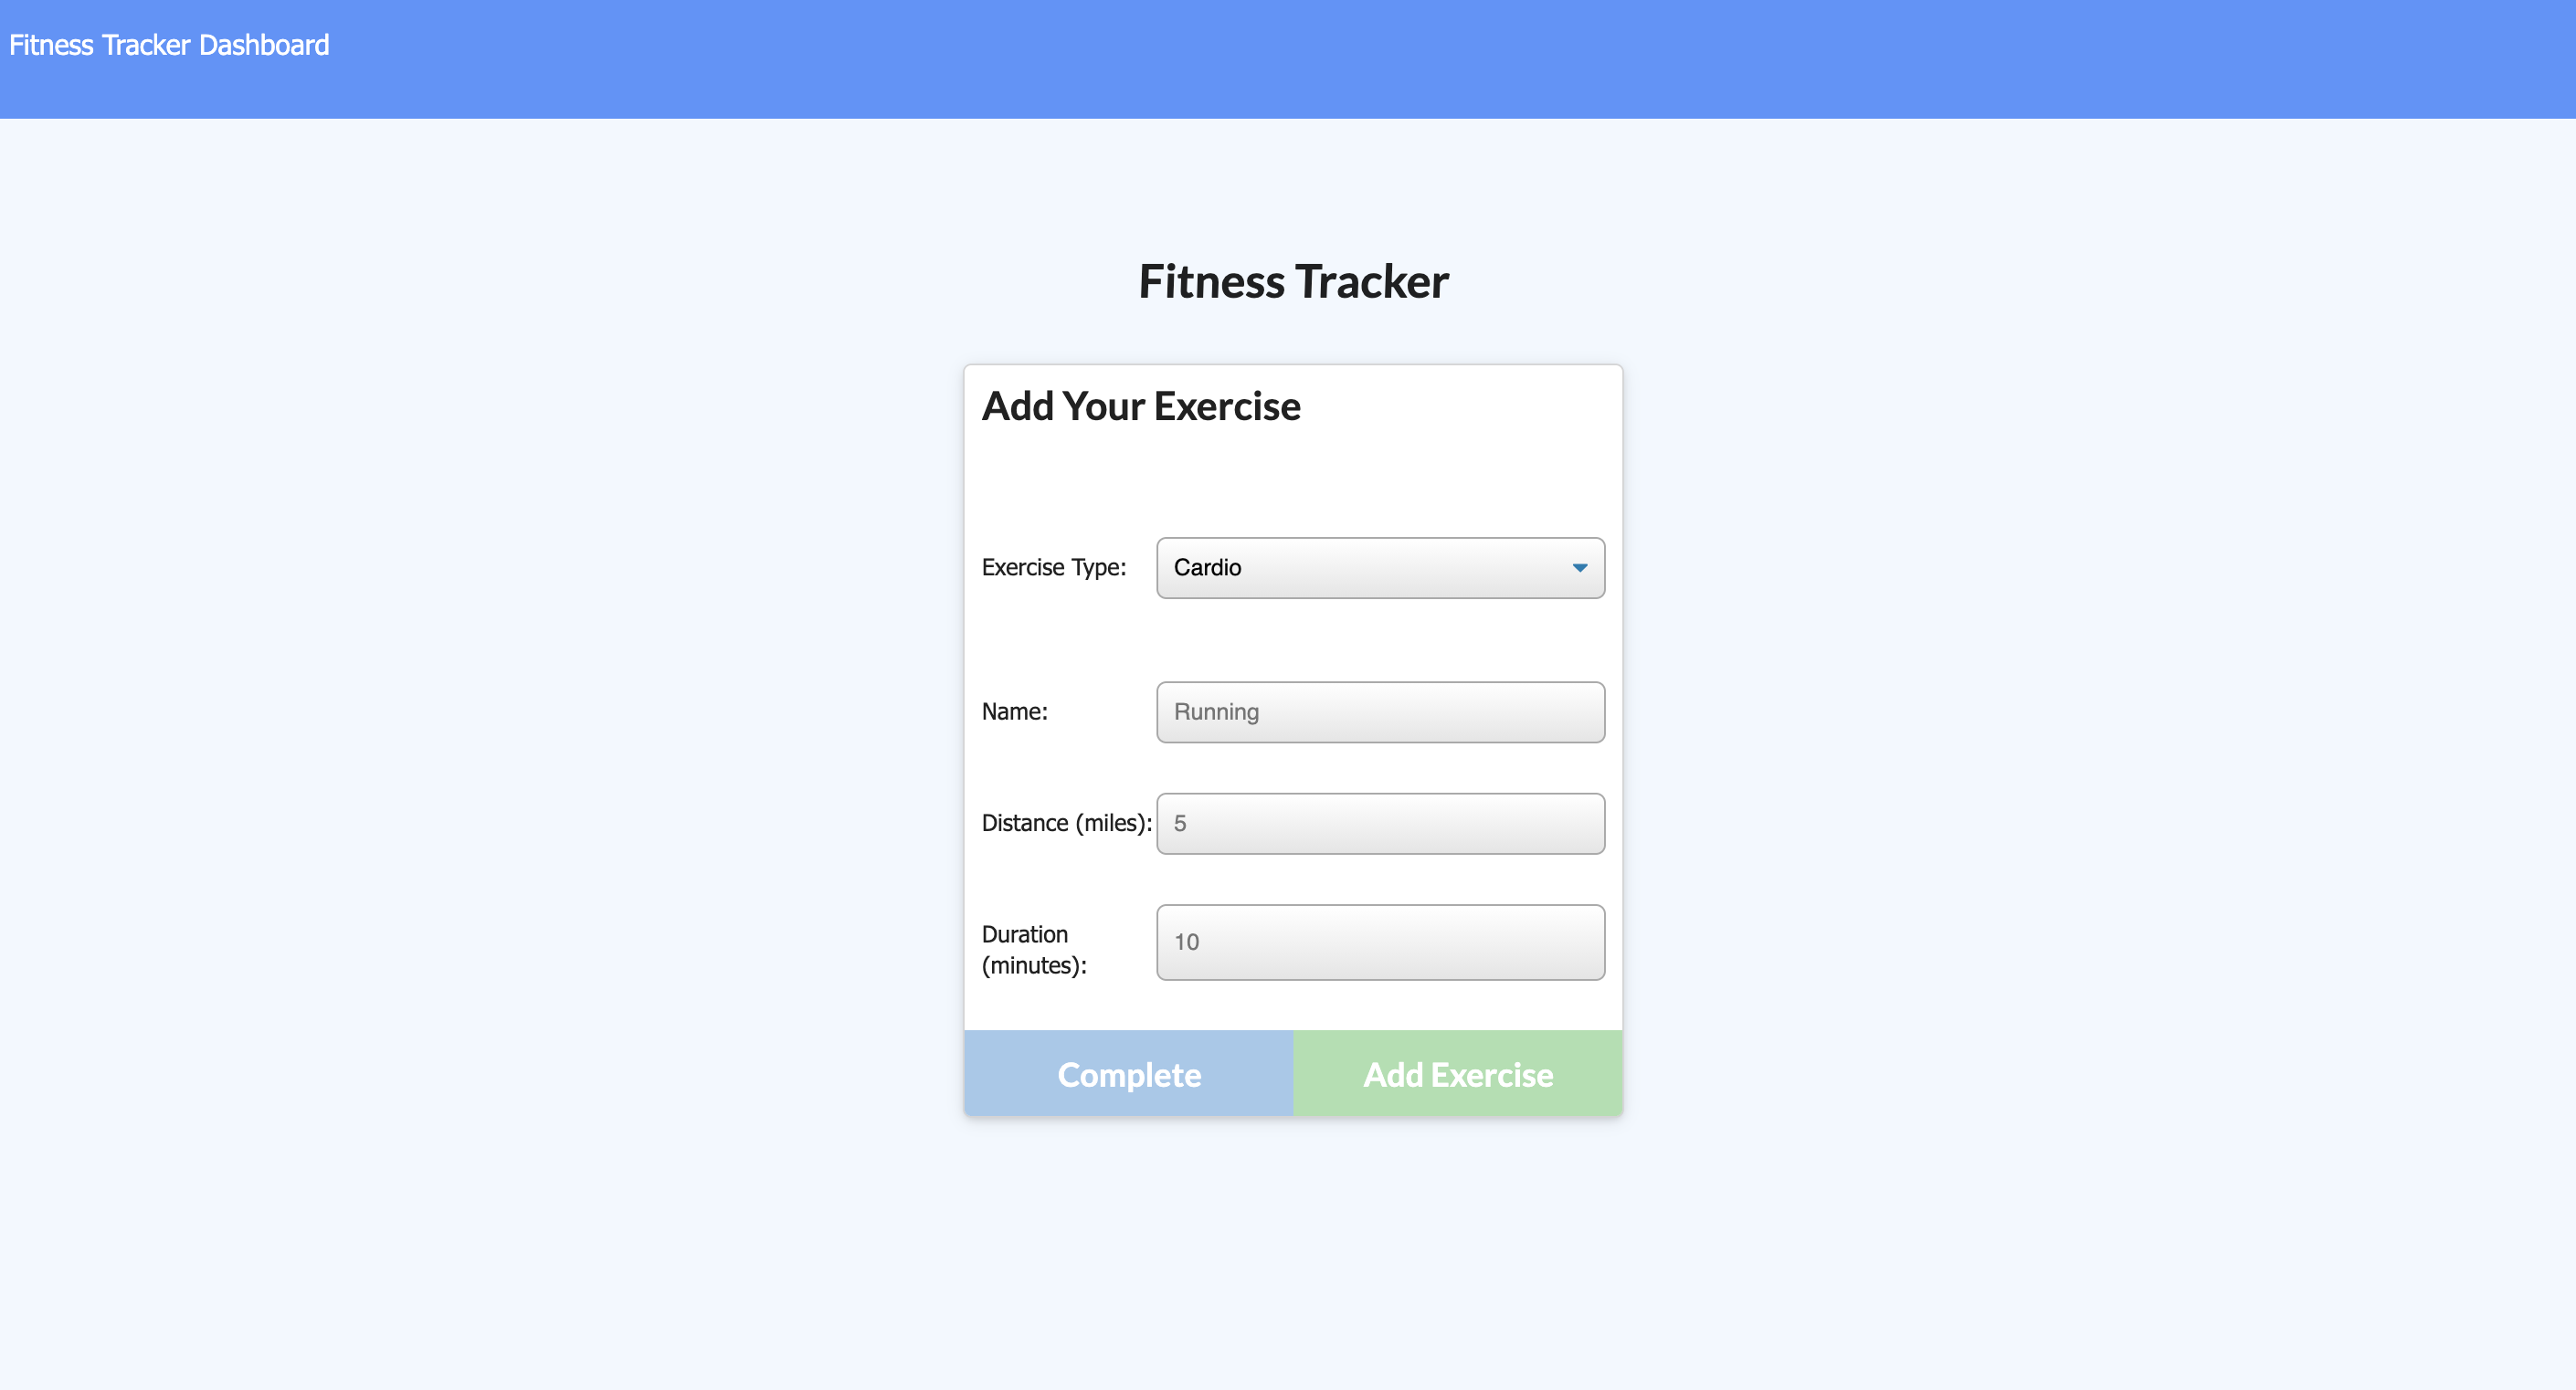 Fitness Tracker Dashboard
Fitness Tracker
Add Your Exercise
Exercise Type: Cardio
Name: Running
Distance (miles): 5
Duration
(minutes): 10
Complete Add Exercise